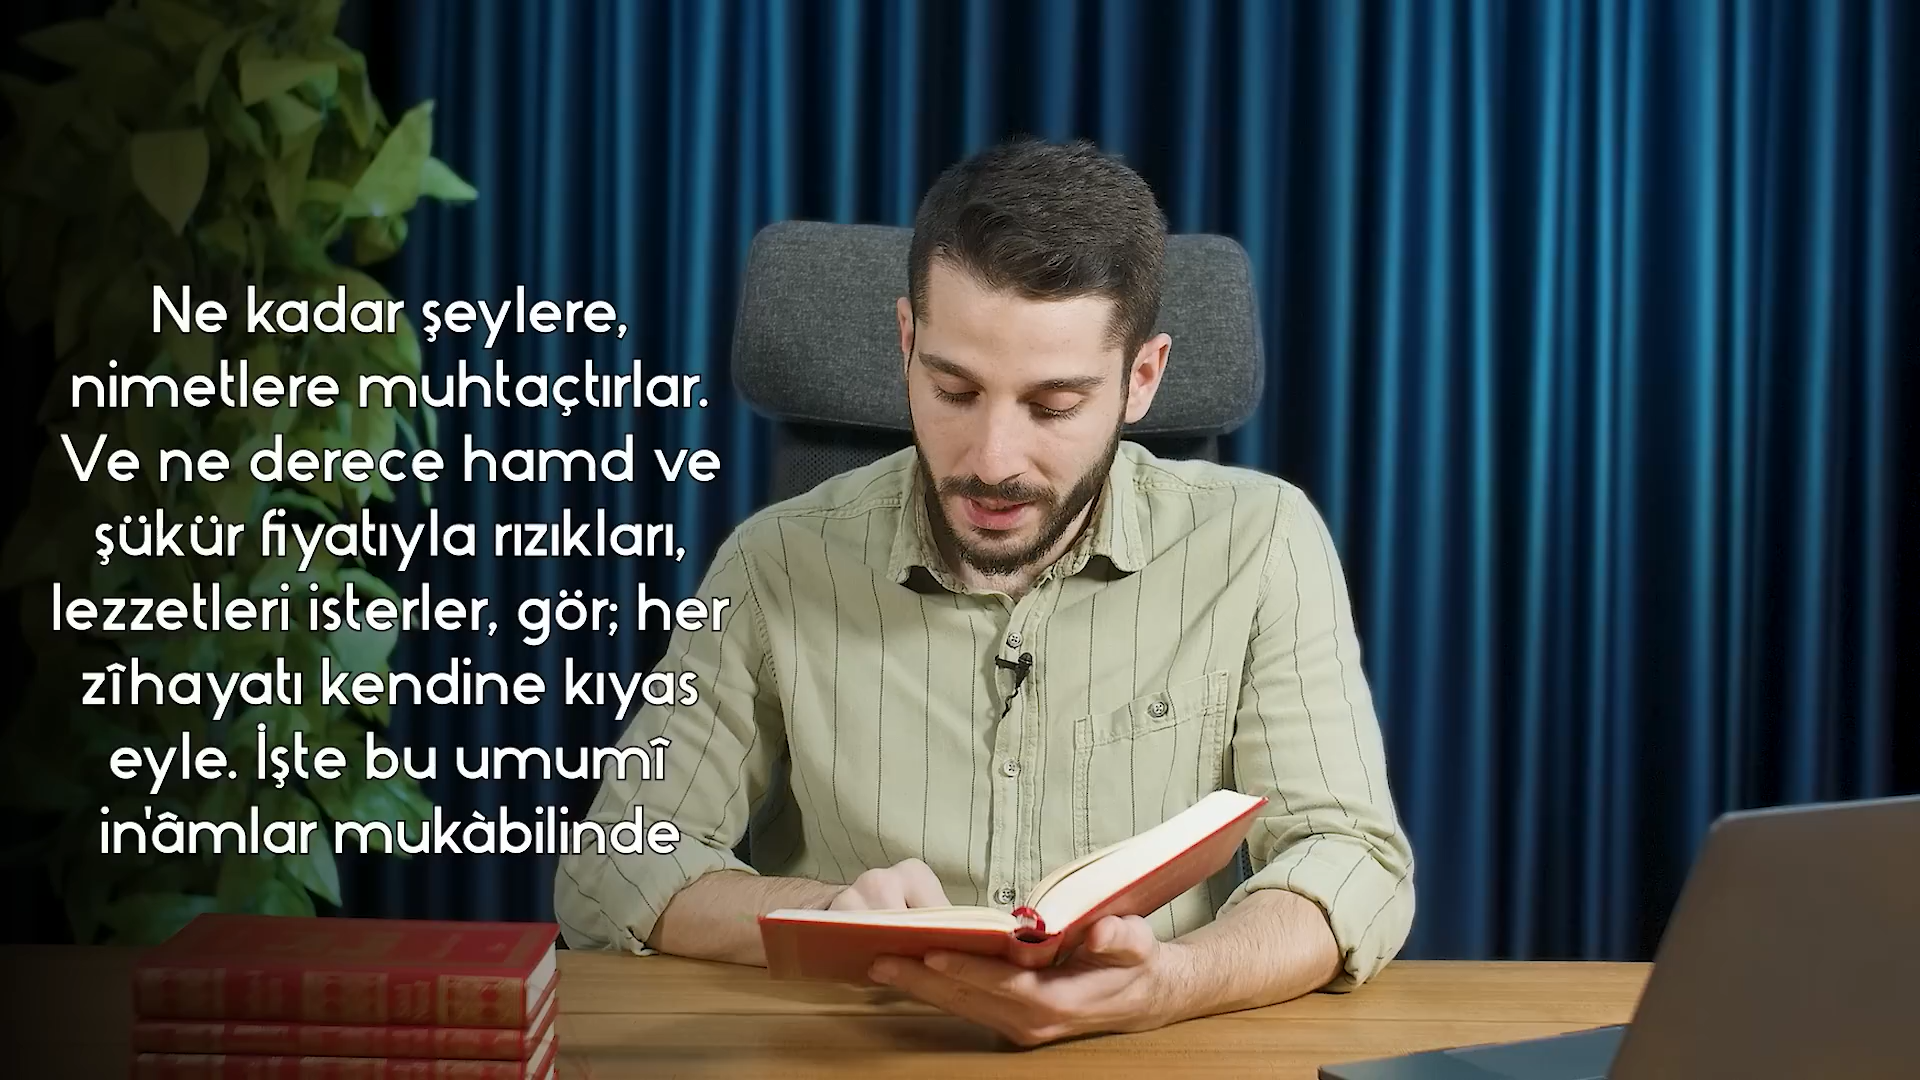 Ne kadar şeylere,
nimetlere muhtaçtırlar.
Ve ne derece hamd ve
şükür fiyatıyla rızıkları,
lezzetleri isterler, gör; her
zîhayatı kendine kıyas
eyle. İşte bu umumî
in'âmlar mukàbilinde